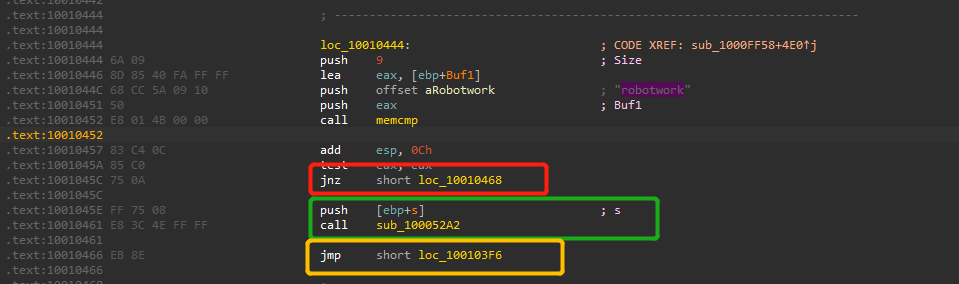 .text:10010442
.text:10010444 ; ---------------------------------------------------------------------------
.text:10010444
.text:10010444 loc_10010444: ; CODE XREF: sub_1000FF58+4E0↑j
.text:10010444 6A 09 push 9 ; Size
.text:10010446 8D 85 40 FA FF FF lea eax, [ebp+Buf1]
.text:1001044C 68 CC 5A 09 10 push offset aRobotwork ; "robotwork"
.text:10010451 50 push eax ; Buf1
.text:10010452 E8 01 4B 00 00 call memcmp
.text:10010452
.text:10010457 83 C4 0C add esp, 0Ch
.text:1001045A 85 C0 test eax, eax
.text:1001045C 75 0A jnz short loc_10010468
.text:1001045C
.text:1001045E FF 75 08 push [ebp+s] ; s
.text:10010461 E8 3C 4E FF FF call sub_100052A2
.text:10010461
.text:10010466 EB 8E jmp short loc_100103F6
.text:10010466